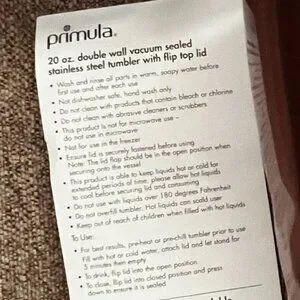 primula®
20 oz. double wall vacuum sealed
stainless steel tumbler with flip top lid
• Wash and rinse all parts in warm, soapy water before
first use and after each use
• Not dishwasher safe, hand wash only
• Do not clean with products that contain bleach or chlorine
• Do not clean with abrasive cleaners or scrubbers
• This product is not for microwave use –
do not use in microwave
• Not for use in the freezer
• Ensure lid is securely fastened before using
Note: The lid flap should be in the open position when
securing onto the vessel
• This product is able to keep liquids hot or cold for
extended periods of time, please allow hot liquids
to cool before securing lid and consuming
• Do not use with liquids over 180 degrees Fahrenheit
• Do not overfill tumbler. Hot liquids can scald user
• Keep out of reach of children when filled with hot liquids
To Use:
• For best results, pre-heat or pre-chill tumbler prior to use
Fill with hot or cold water, attach lid and let stand for
5 minutes then empty
• To drink, flip lid into the open position
• To close, flip lid into closed position and press
down to ensure it is sealed